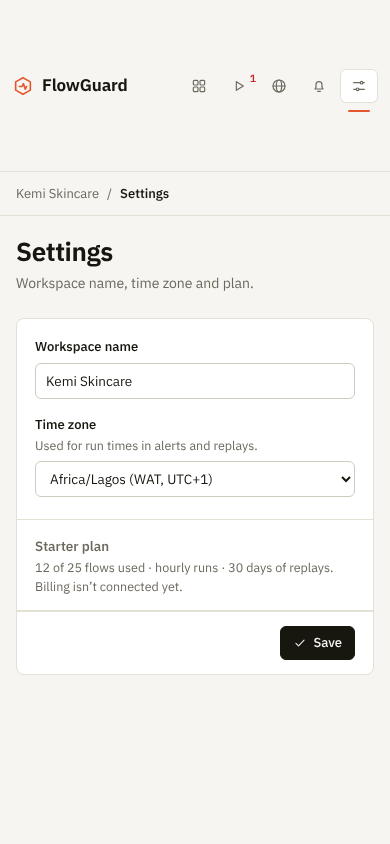 FlowGuard
1
Kemi Skincare / Settings
Settings
Workspace name, time zone and plan.
Workspace name
Kemi Skincare
Time zone
Used for run times in alerts and replays.
Africa/Lagos (WAT, UTC+1)
Starter plan
12 of 25 flows used · hourly runs · 30 days of replays.
Billing isn’t connected yet.
Save